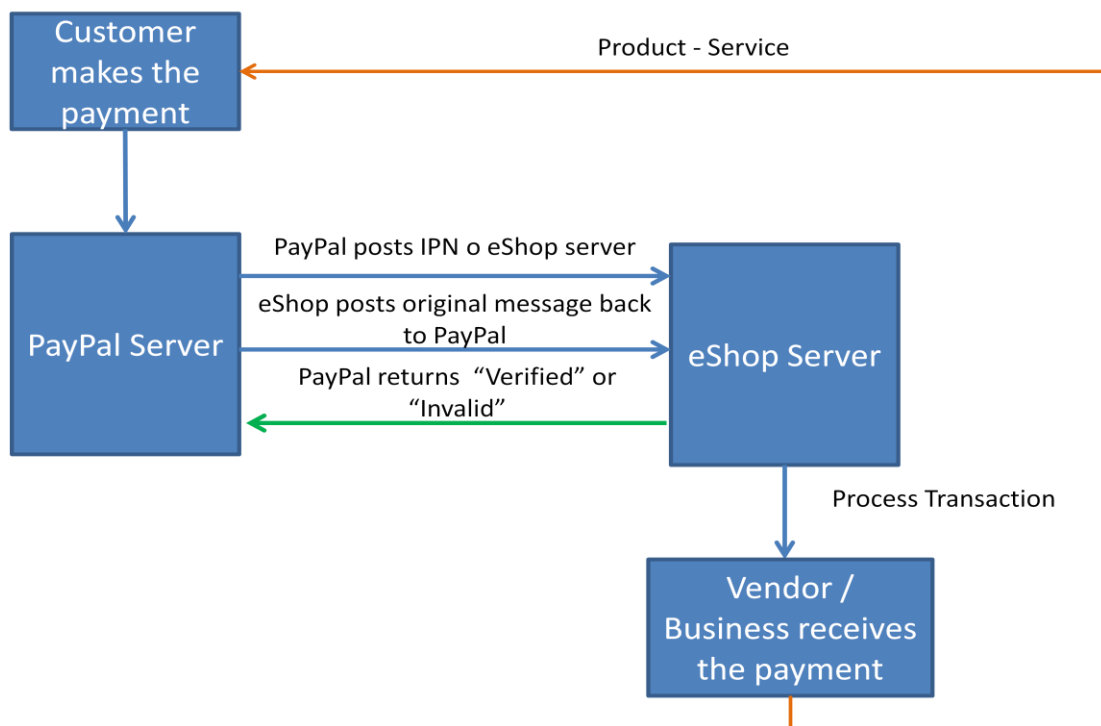 Customer
makes the
payment
Product - Service
PayPal Server
PayPal posts IPN o eShop server
eShop posts original message back
to PayPal
PayPal returns  “Verified” or
“Invalid”
eShop Server
Process Transaction
Vendor /
Business receives
the payment